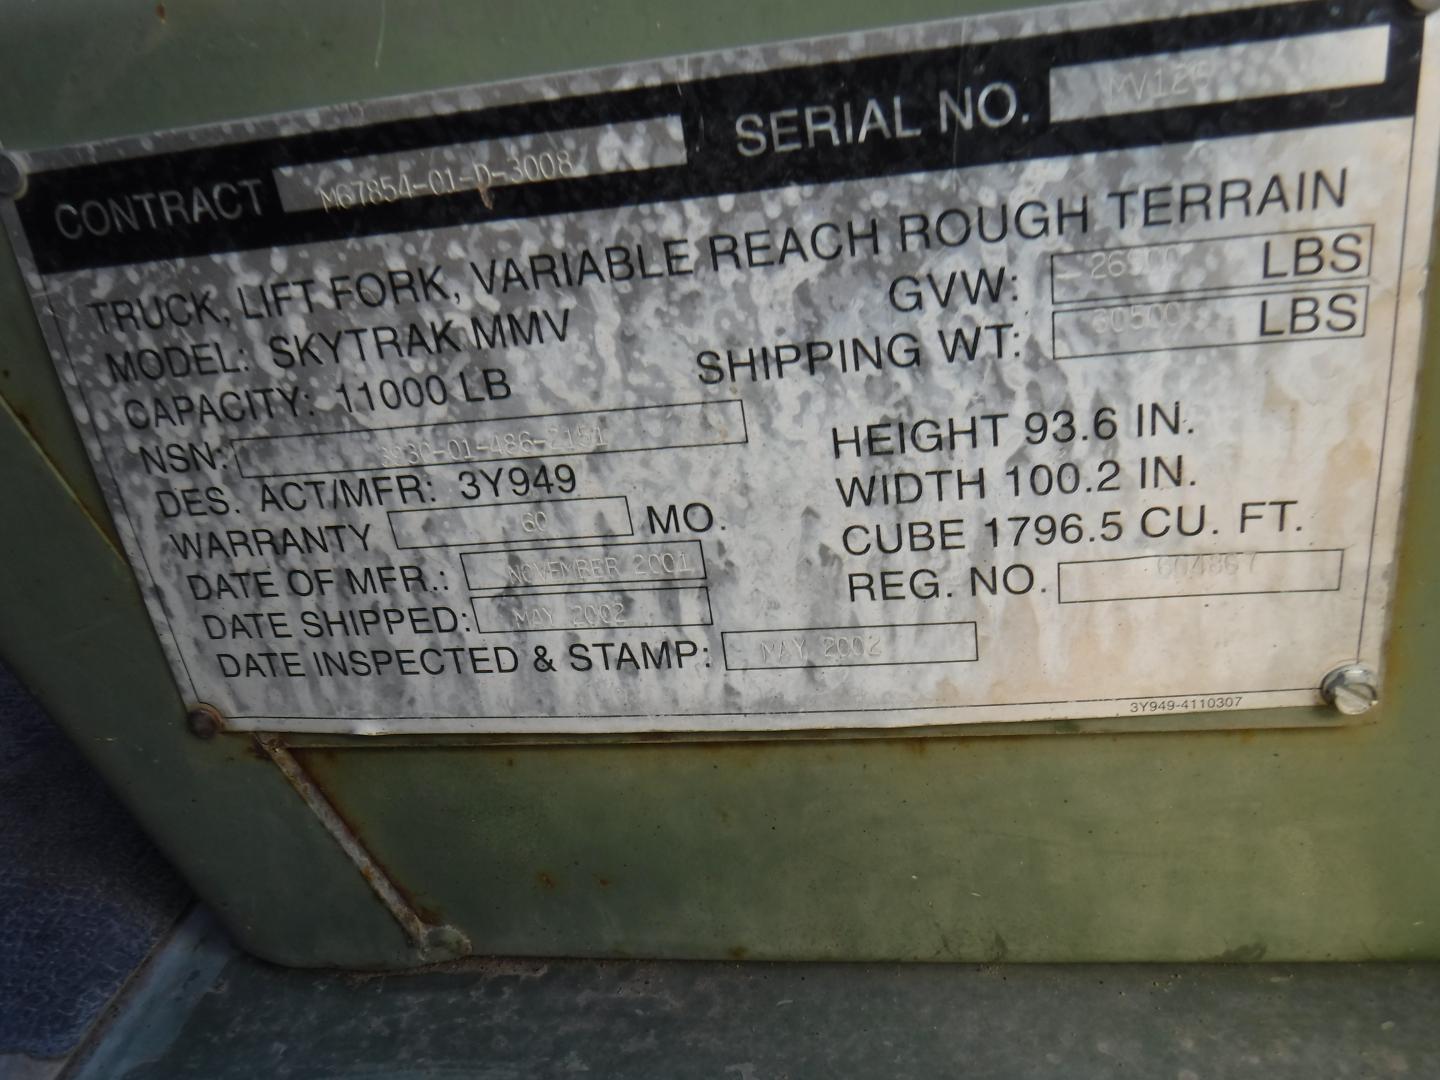 CONTRACT M67854-01-D-3008 SERIAL NO.
TRUCK, LIFT FORK, VARIABLE REACH ROUGH TERRAIN
MODEL: SKYTRAK MMV
GVW: LBS
CAPACITY: 11000 LB
SHIPPING WT: LBS
NSN:
HEIGHT 93.6 IN.
DES. ACT/MFR: 3Y949
WIDTH 100.2 IN.
WARRANTY 60 MO.
CUBE 1796.5 CU. FT.
DATE OF MFR.: NOVEMBER 2001
REG. NO. 604867
DATE SHIPPED: MAY 2002
DATE INSPECTED & STAMP: MAY 2002
3Y949-4110307